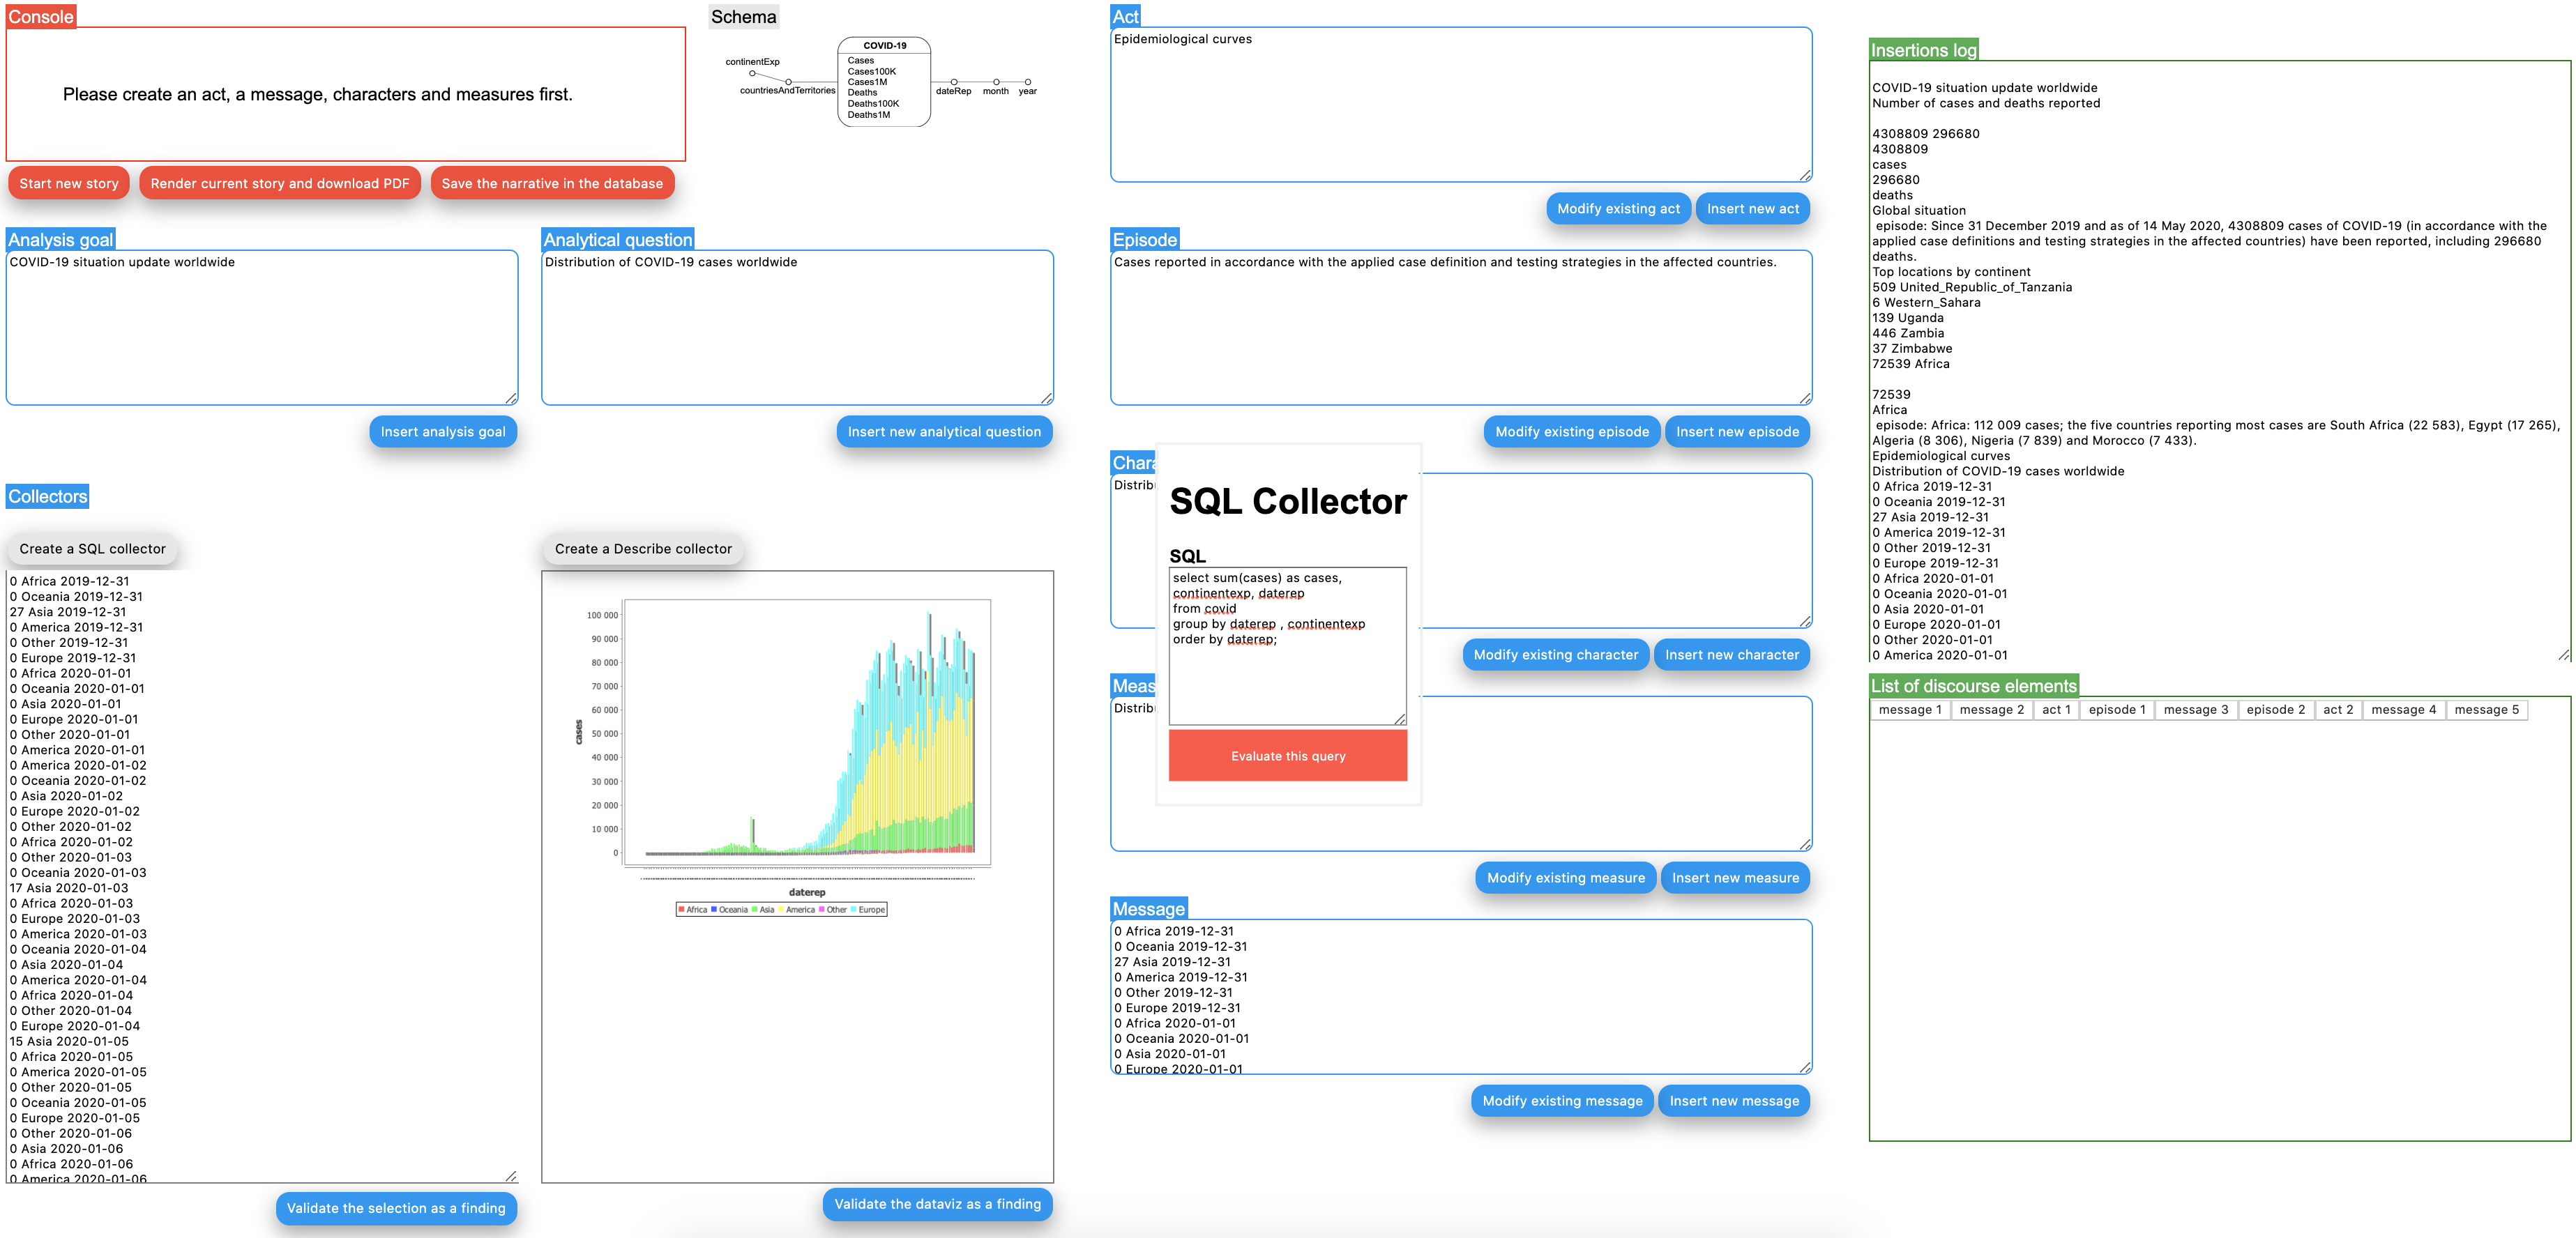 Console
Please create an act, a message, characters and measures first.
Start new story
Render current story and download PDF
Save the narrative in the database
Schema
COVID-19
Cases
Cases100K
Cases1M
Deaths
Deaths100K
Deaths1M
continentExp
countriesAndTerritories
dateRep
month
year
Analysis goal
COVID-19 situation update worldwide
Insert analysis goal
Analytical question
Distribution of COVID-19 cases worldwide
Insert new analytical question
Collectors
Create a SQL collector
0 Africa 2019-12-31
0 Oceania 2019-12-31
27 Asia 2019-12-31
0 America 2019-12-31
0 Other 2019-12-31
0 Europe 2019-12-31
0 Africa 2020-01-01
0 Oceania 2020-01-01
0 Asia 2020-01-01
0 Europe 2020-01-01
0 Other 2020-01-01
0 America 2020-01-01
0 America 2020-01-02
0 Oceania 2020-01-02
0 Asia 2020-01-02
0 Europe 2020-01-02
0 Other 2020-01-02
0 Africa 2020-01-02
0 Other 2020-01-03
0 Oceania 2020-01-03
17 Asia 2020-01-03
0 Africa 2020-01-03
0 Europe 2020-01-03
0 America 2020-01-03
0 Oceania 2020-01-04
0 Asia 2020-01-04
0 America 2020-01-04
0 Africa 2020-01-04
0 Other 2020-01-04
0 Europe 2020-01-04
15 Asia 2020-01-05
0 Africa 2020-01-05
0 America 2020-01-05
0 Other 2020-01-05
0 Oceania 2020-01-05
0 Europe 2020-01-05
0 Other 2020-01-06
0 Asia 2020-01-06
0 Africa 2020-01-06
0 America 2020-01-06
Validate the selection as a finding
Create a Describe collector
100 000
90 000
80 000
70 000
60 000
50 000
40 000
30 000
20 000
10 000
0
cases
daterep
Africa Oceania Asia America Other Europe
Validate the dataviz as a finding
Act
Epidemiological curves
Modify existing act
Insert new act
Episode
Cases reported in accordance with the applied case definition and testing strategies in the affected countries.
Modify existing episode
Insert new episode
Chara
Distrib
Modify existing character
Insert new character
Meas
Distrib
Modify existing measure
Insert new measure
SQL Collector
SQL
select sum(cases) as cases,
continentexp, daterep
from covid
group by daterep , continentexp
order by daterep;
Evaluate this query
Message
0 Africa 2019-12-31
0 Oceania 2019-12-31
27 Asia 2019-12-31
0 America 2019-12-31
0 Other 2019-12-31
0 Europe 2019-12-31
0 Africa 2020-01-01
0 Oceania 2020-01-01
0 Asia 2020-01-01
0 Europe 2020-01-01
Modify existing message
Insert new message
Insertions log
COVID-19 situation update worldwide
Number of cases and deaths reported
4308809 296680
4308809
cases
296680
deaths
Global situation
episode: Since 31 December 2019 and as of 14 May 2020, 4308809 cases of COVID-19 (in accordance with the
applied case definitions and testing strategies in the affected countries) have been reported, including 296680
deaths.
Top locations by continent
509 United_Republic_of_Tanzania
6 Western_Sahara
139 Uganda
446 Zambia
37 Zimbabwe
72539 Africa
72539
Africa
episode: Africa: 112 009 cases; the five countries reporting most cases are South Africa (22 583), Egypt (17 265),
Algeria (8 306), Nigeria (7 839) and Morocco (7 433).
Epidemiological curves
Distribution of COVID-19 cases worldwide
0 Africa 2019-12-31
0 Oceania 2019-12-31
27 Asia 2019-12-31
0 America 2019-12-31
0 Other 2019-12-31
0 Europe 2019-12-31
0 Africa 2020-01-01
0 Oceania 2020-01-01
0 Asia 2020-01-01
0 Europe 2020-01-01
0 Other 2020-01-01
0 America 2020-01-01
List of discourse elements
message 1 message 2 act 1 episode 1 message 3 episode 2 act 2 message 4 message 5